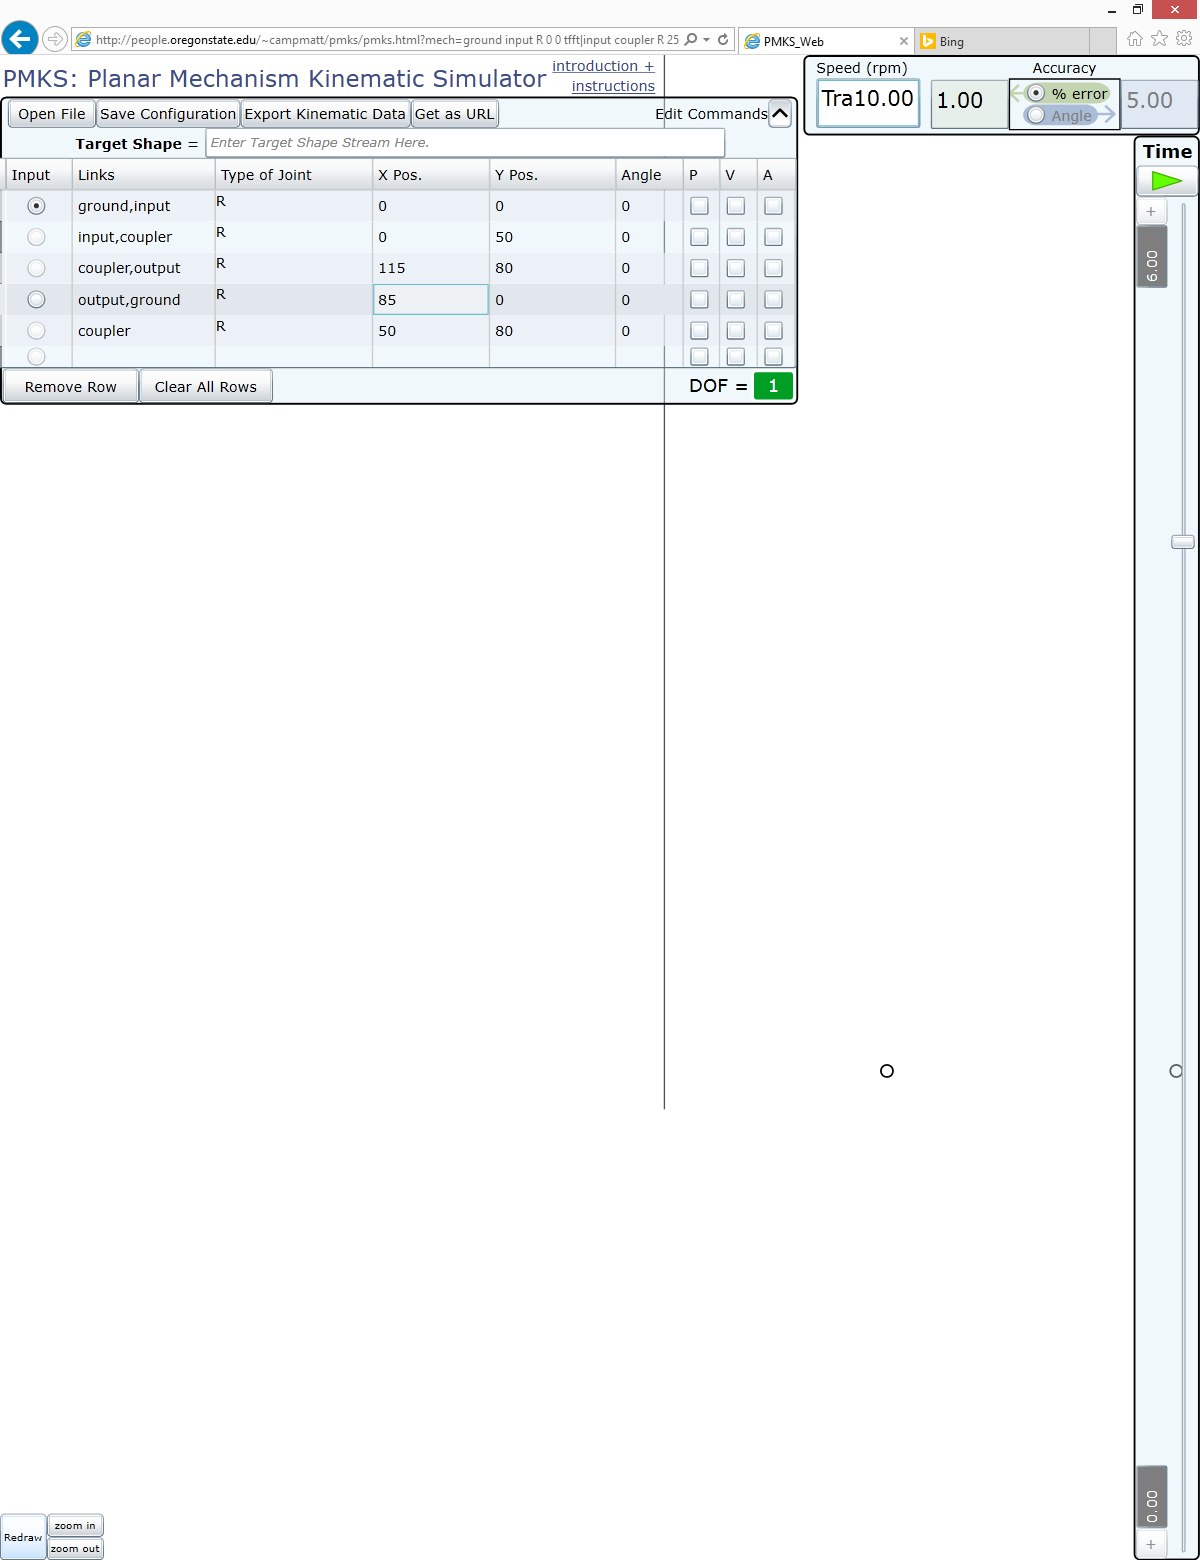 http://people.oregonstate.edu/~campmatt/pmks/pmks.html?mech=ground input R 0 0 tfft|input coupler R 25
PMKS_Web
Bing
PMKS: Planar Mechanism Kinematic Simulator
introduction +
instructions
Speed (rpm)
Accuracy
Tra10.00
1.00
% error
Angle
5.00
Open File
Save Configuration
Export Kinematic Data
Get as URL
Edit Commands
Target Shape =
Enter Target Shape Stream Here.
Time
Input Links Type of Joint X Pos. Y Pos. Angle P V A
ground,input R 0 0 0
input,coupler R 0 50 0
coupler,output R 115 80 0
output,ground R 85 0 0
coupler R 50 80 0
+
6.00
Remove Row
Clear All Rows
DOF = 1
0.00
+
Redraw
zoom in
zoom out